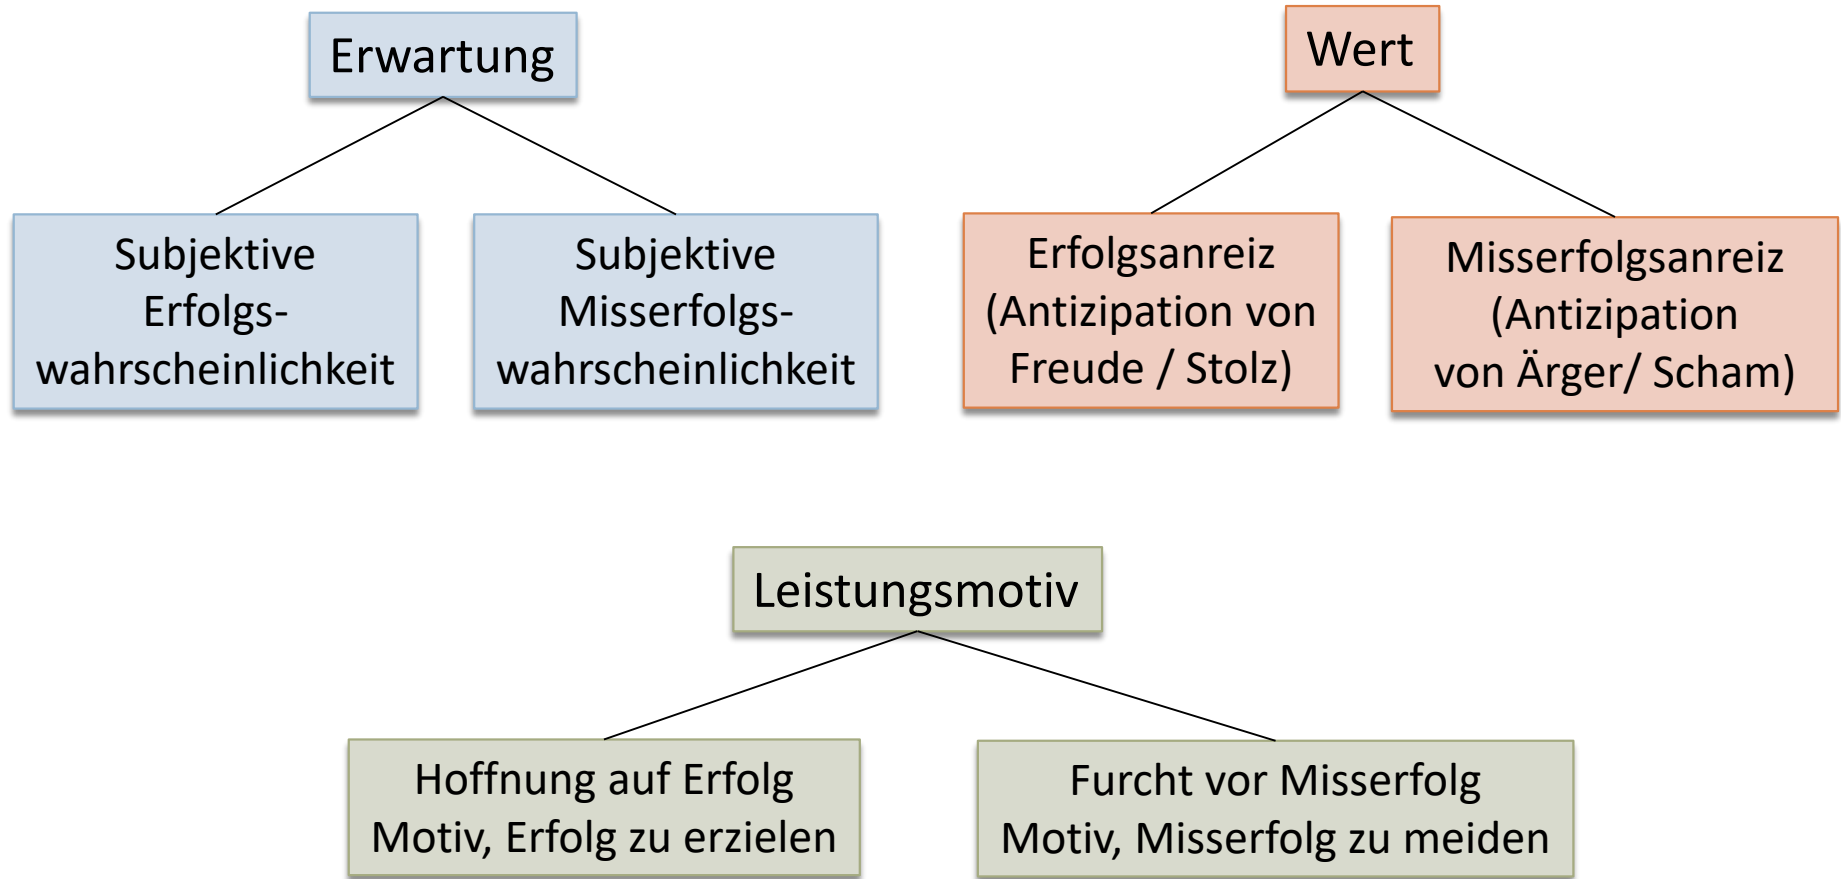 Erwartung
Wert
Subjektive
Erfolgs-
wahrscheinlichkeit
Subjektive
Misserfolgs-
wahrscheinlichkeit
Erfolgsanreiz
(Antizipation von
Freude / Stolz)
Misserfolgsanreiz
(Antizipation
von Ärger/ Scham)
Leistungsmotiv
Hoffnung auf Erfolg
Motiv, Erfolg zu erzielen
Furcht vor Misserfolg
Motiv, Misserfolg zu meiden